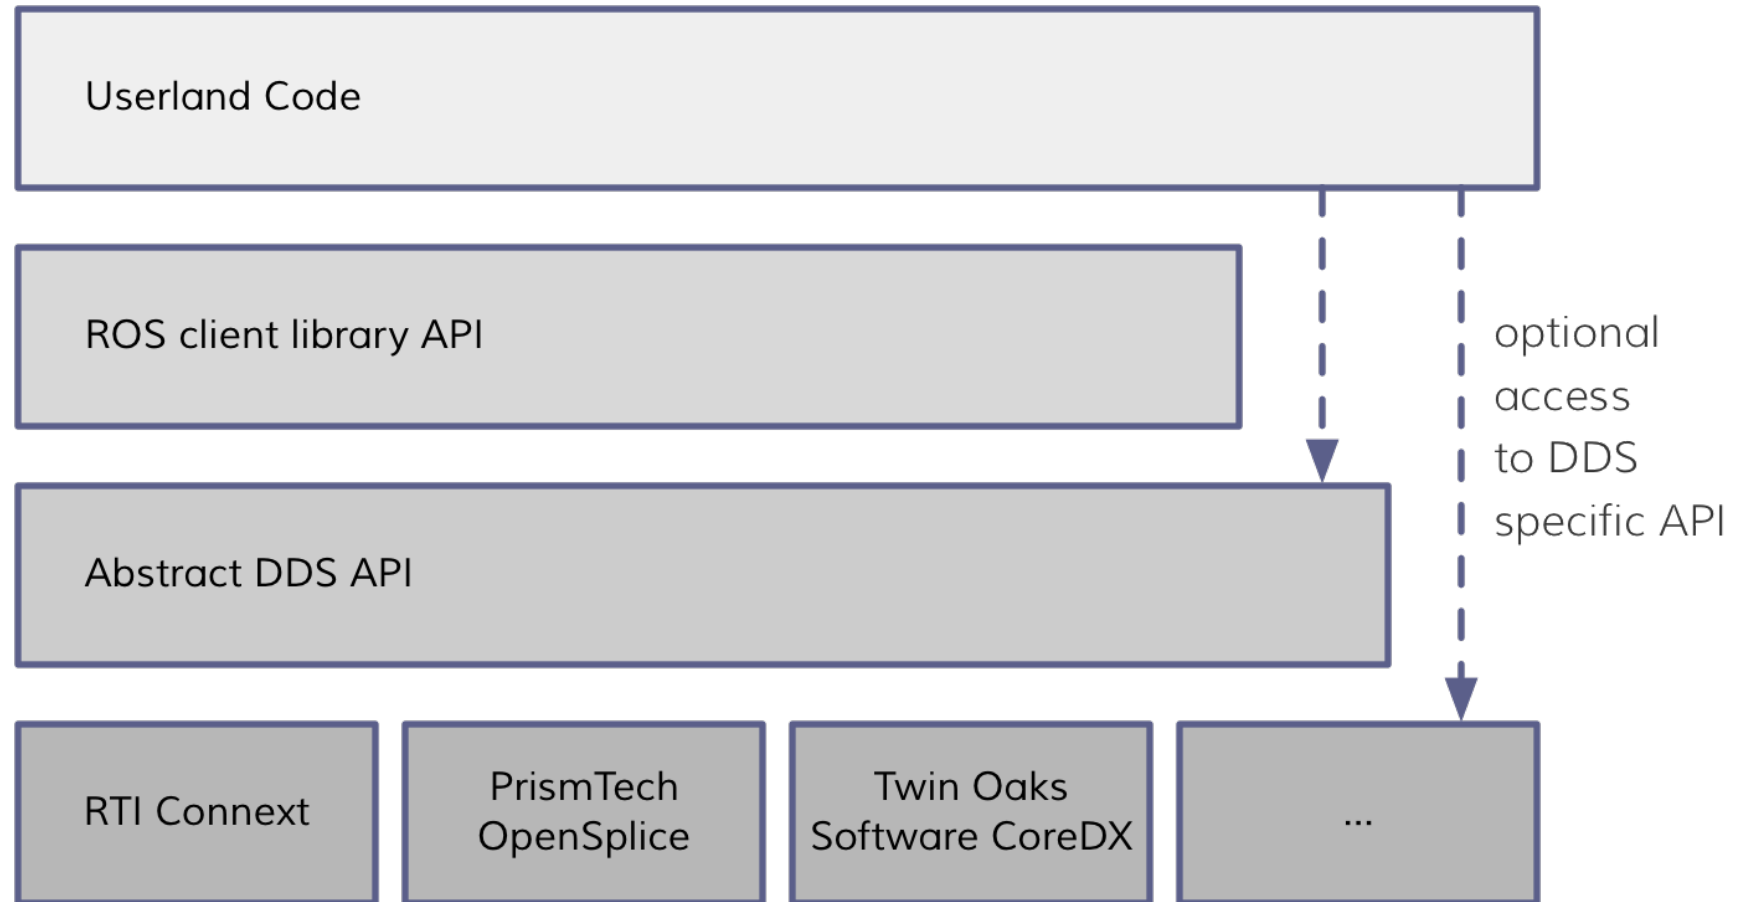 Userland Code
ROS client library API
optional
access
to DDS
specific API
Abstract DDS API
RTI Connext
PrismTech
OpenSplice
Twin Oaks
Software CoreDX
...